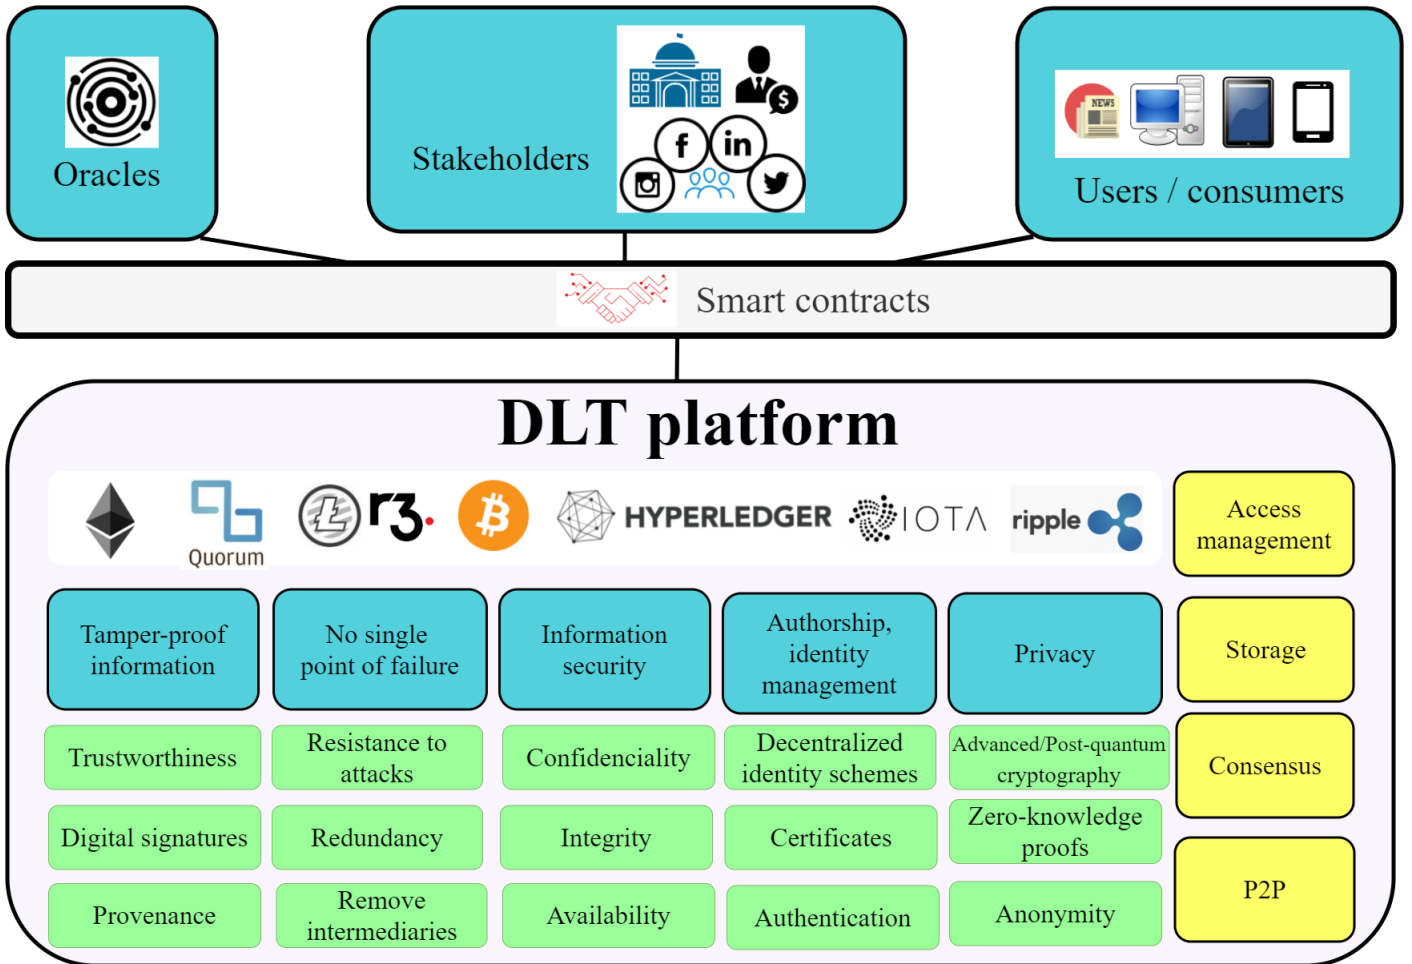 Oracles
Stakeholders
f
in
$
NEWS
Users / consumers
Smart contracts
DLT platform
Quorum
Ł
r3.
₿
HYPERLEDGER
IOTA
ripple
Access
management
Tamper-proof
information
No single
point of failure
Information
security
Authorship,
identity
management
Privacy
Storage
Trustworthiness
Resistance to
attacks
Confidenciality
Decentralized
identity schemes
Advanced/Post-quantum
cryptography
Consensus
Digital signatures
Redundancy
Integrity
Certificates
Zero-knowledge
proofs
Provenance
Remove
intermediaries
Availability
Authentication
Anonymity
P2P